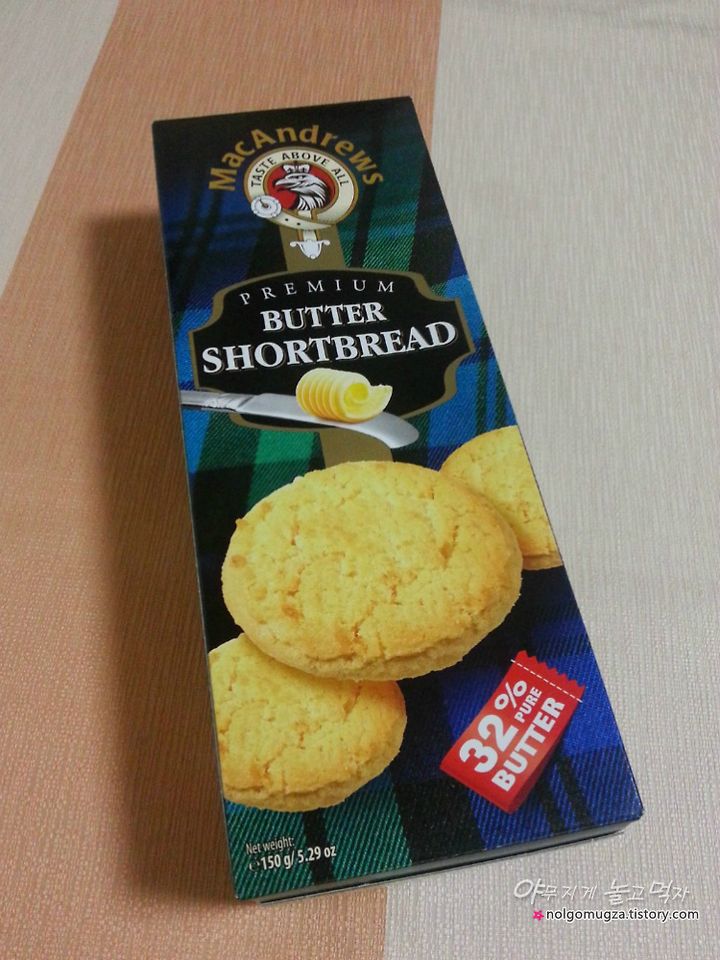 MacAndrews
TASTE ABOVE ALL
PREMIUM
BUTTER
SHORTBREAD
32%
PURE
BUTTER
Net weight:
℮150 g/ 5.29 oz
야무지게 놀고먹자
nolgomugza.tistory.com